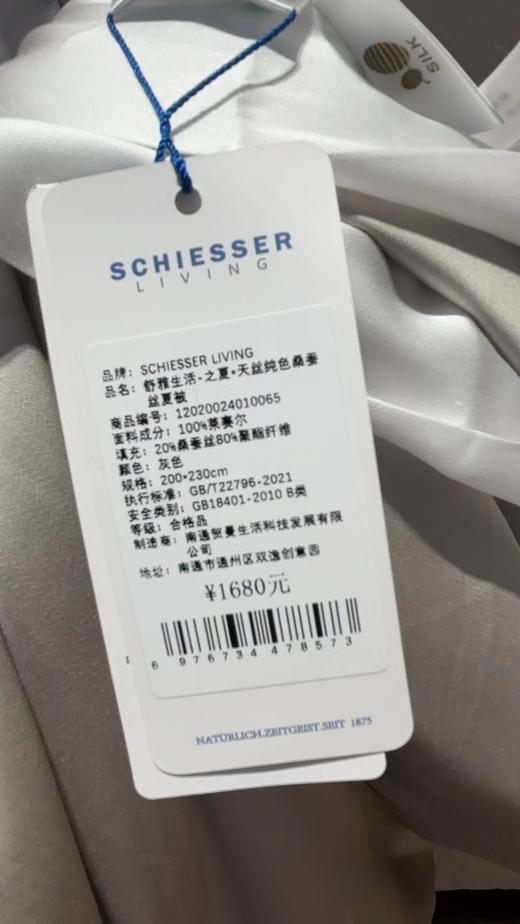 SILK
SCHIESSER
LIVING
品牌：SCHIESSER LIVING
品名：舒雅生活-之夏•天丝纯色桑蚕
丝夏被
商品编号：12020024010065
面料成分：100%莱赛尔
填充：20%桑蚕丝80%聚酯纤维
颜色：灰色
规格：200*230cm
执行标准：GB/T22796-2021
安全类别：GB18401-2010 B类
等级：合格品
制造商：南通贺曼生活科技发展有限
公司
地址：南通市通州区双逸创意园
¥1680元
6 976734 478573
NATÜRLICH.ZEITGEIST.SEIT 1875